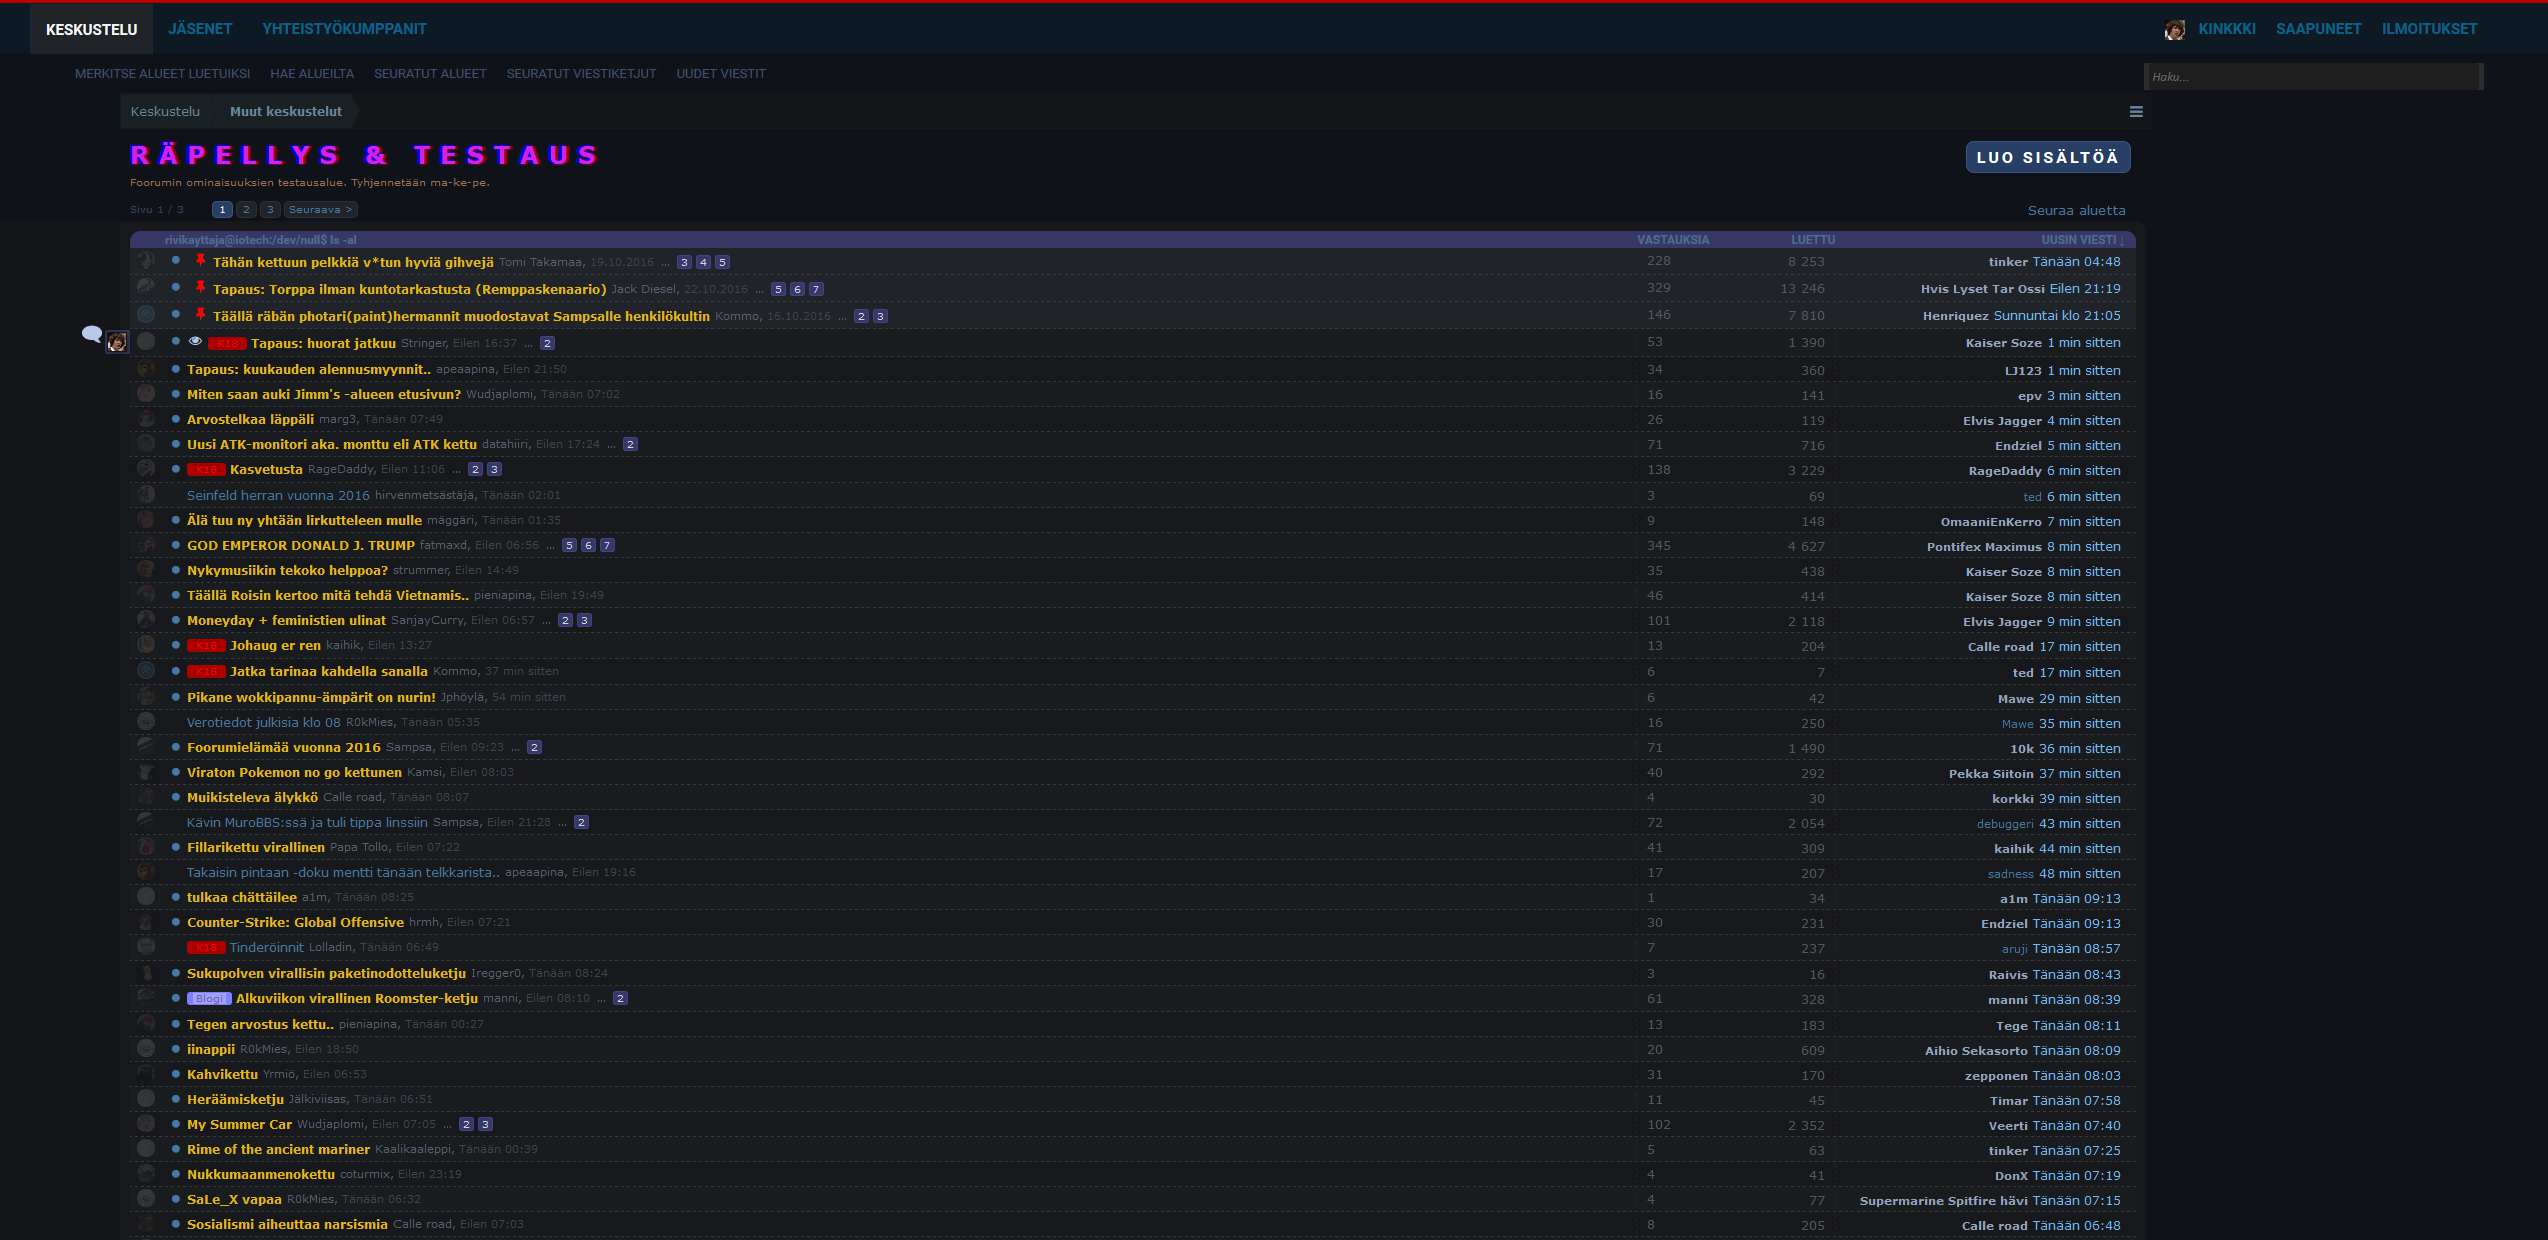 KESKUSTELU JÄSENET YHTEISTYÖKUMPPANIT KINKKKI SAAPUNEET ILMOITUKSET
MERKITSE ALUEET LUETUIKSI HAE ALUEILTA SEURATUT ALUEET SEURATUT VIESTIKETJUT UUDET VIESTIT Haku...
Keskustelu Muut keskustelut
RÄPELLYS & TESTAUS LUO SISÄLTÖÄ
Foorumin ominaisuuksien testausalue. Tyhjennetään ma-ke-pe.
Sivu 1 / 3 1 2 3 Seuraava > Seuraa aluetta
rivikayttaja@iotech:/dev/null$ ls -al VASTAUKSIA LUETTU UUSIN VIESTI ↓
Tähän kettuun pelkkiä v*tun hyviä gihvejä Tomi Takamaa, 19.10.2016 ... 3 4 5 228 8 253 tinker Tänään 04:48
Tapaus: Torppa ilman kuntotarkastusta (Remppaskenaario) Jack Diesel, 22.10.2016 ... 5 6 7 329 13 246 Hvis Lyset Tar Ossi Eilen 21:19
Täällä räbän photari(paint)hermannit muodostavat Sampsalle henkilökultin Kommo, 16.10.2016 ... 2 3 146 7 810 Henriquez Sunnuntai klo 21:05
K18 Tapaus: huorat jatkuu Stringer, Eilen 16:37 ... 2 53 1 390 Kaiser Soze 1 min sitten
Tapaus: kuukauden alennusmyynnit.. apeaapina, Eilen 21:50 34 360 LJ123 1 min sitten
Miten saan auki Jimm's -alueen etusivun? Wudjaplomi, Tänään 07:02 16 141 epv 3 min sitten
Arvostelkaa läppäli marg3, Tänään 07:49 26 119 Elvis Jagger 4 min sitten
Uusi ATK-monitori aka. monttu eli ATK kettu datahiiri, Eilen 17:24 ... 2 71 716 Endziel 5 min sitten
K18 Kasvetusta RageDaddy, Eilen 11:06 ... 2 3 138 3 229 RageDaddy 6 min sitten
Seinfeld herran vuonna 2016 hirvenmetsästäjä, Tänään 02:01 3 69 ted 6 min sitten
Älä tuu ny yhtään lirkutteleen mulle mäggäri, Tänään 01:35 9 148 OmaaniEnKerro 7 min sitten
GOD EMPEROR DONALD J. TRUMP fatmaxd, Eilen 06:56 ... 5 6 7 345 4 627 Pontifex Maximus 8 min sitten
Nykymusiikin tekoko helppoa? strummer, Eilen 14:49 35 438 Kaiser Soze 8 min sitten
Täällä Roisin kertoo mitä tehdä Vietnamis.. pieniapina, Eilen 19:49 46 414 Kaiser Soze 8 min sitten
Moneyday + feministien ulinat SanjayCurry, Eilen 06:57 ... 2 3 101 2 118 Elvis Jagger 9 min sitten
K18 Johaug er ren kaihik, Eilen 13:27 13 204 Calle road 17 min sitten
K18 Jatka tarinaa kahdella sanalla Kommo, 37 min sitten 6 7 ted 17 min sitten
Pikane wokkipannu-ämpärit on nurin! Jphöylä, 54 min sitten 6 42 Mawe 29 min sitten
Verotiedot julkisia klo 08 R0kMies, Tänään 05:35 16 250 Mawe 35 min sitten
Foorumielämää vuonna 2016 Sampsa, Eilen 09:23 ... 2 71 1 490 10k 36 min sitten
Viraton Pokemon no go kettunen Kamsi, Eilen 08:03 40 292 Pekka Siitoin 37 min sitten
Muikisteleva älykkö Calle road, Tänään 08:07 4 30 korkki 39 min sitten
Kävin MuroBBS:ssä ja tuli tippa linssiin Sampsa, Eilen 21:28 ... 2 72 2 054 debuggeri 43 min sitten
Fillarikettu virallinen Papa Tollo, Eilen 07:22 41 309 kaihik 44 min sitten
Takaisin pintaan -doku mentti tänään telkkarista.. apeaapina, Eilen 19:16 17 207 sadness 48 min sitten
tulkaa chättäilee a1m, Tänään 08:25 1 34 a1m Tänään 09:13
Counter-Strike: Global Offensive hrmh, Eilen 07:21 30 231 Endziel Tänään 09:13
K18 Tinderöinnit Lolladin, Tänään 06:49 7 237 aruji Tänään 08:57
Sukupolven virallisin paketinodotteluketju Iregger0, Tänään 08:24 3 16 Raivis Tänään 08:43
Blogi Alkuviikon virallinen Roomster-ketju manni, Eilen 08:10 ... 2 61 328 manni Tänään 08:39
Tegen arvostus kettu.. pieniapina, Tänään 00:27 13 183 Tege Tänään 08:11
iinappii R0kMies, Eilen 18:50 20 609 Aihio Sekasorto Tänään 08:09
Kahvikettu Yrmiö, Eilen 06:53 31 170 zepponen Tänään 08:03
Heräämisketju Jälkiviisas, Tänään 06:51 11 45 Timar Tänään 07:58
My Summer Car Wudjaplomi, Eilen 07:05 ... 2 3 102 2 352 Veerti Tänään 07:40
Rime of the ancient mariner Kaalikaaleppi, Tänään 00:39 5 63 tinker Tänään 07:25
Nukkumaanmenokettu coturmix, Eilen 23:19 4 41 DonX Tänään 07:19
SaLe_X vapaa R0kMies, Tänään 06:32 4 77 Supermarine Spitfire hävi Tänään 07:15
Sosialismi aiheuttaa narsismia Calle road, Eilen 07:03 8 205 Calle road Tänään 06:48